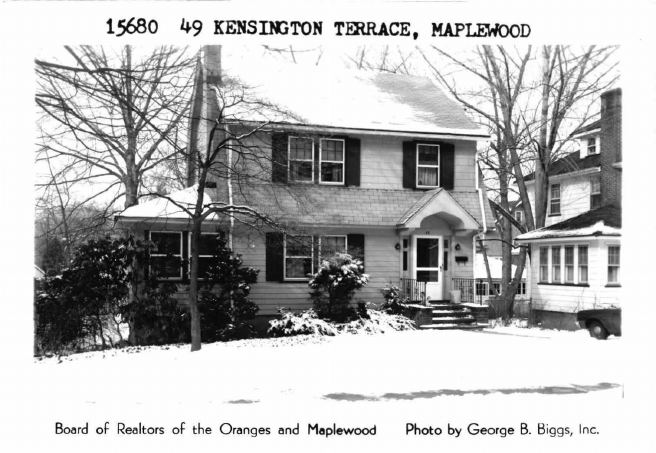 15680 49 KENSINGTON TERRACE, MAPLEWOOD
Board of Realtors of the Oranges and Maplewood Photo by George B. Biggs, Inc.